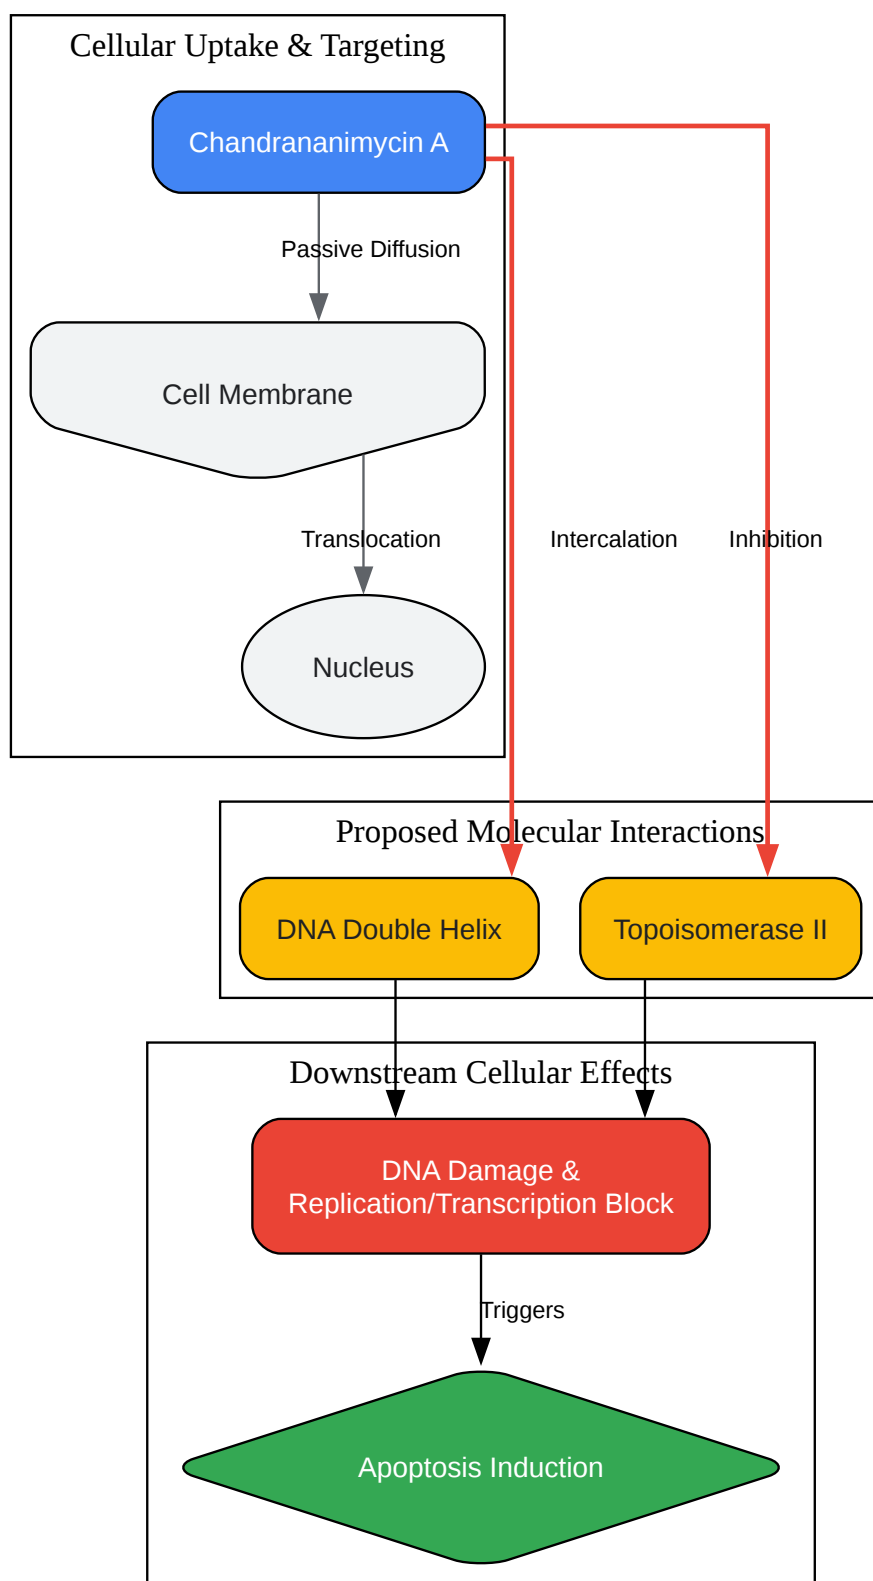 Cellular Uptake & Targeting
Chandrananimycin A
Passive Diffusion
Cell Membrane
Translocation
Intercalation
Inhibition
Nucleus
Proposed Molecular Interactions
DNA Double Helix
Topoisomerase II
Downstream Cellular Effects
DNA Damage &
Replication/Transcription Block
Triggers
Apoptosis Induction